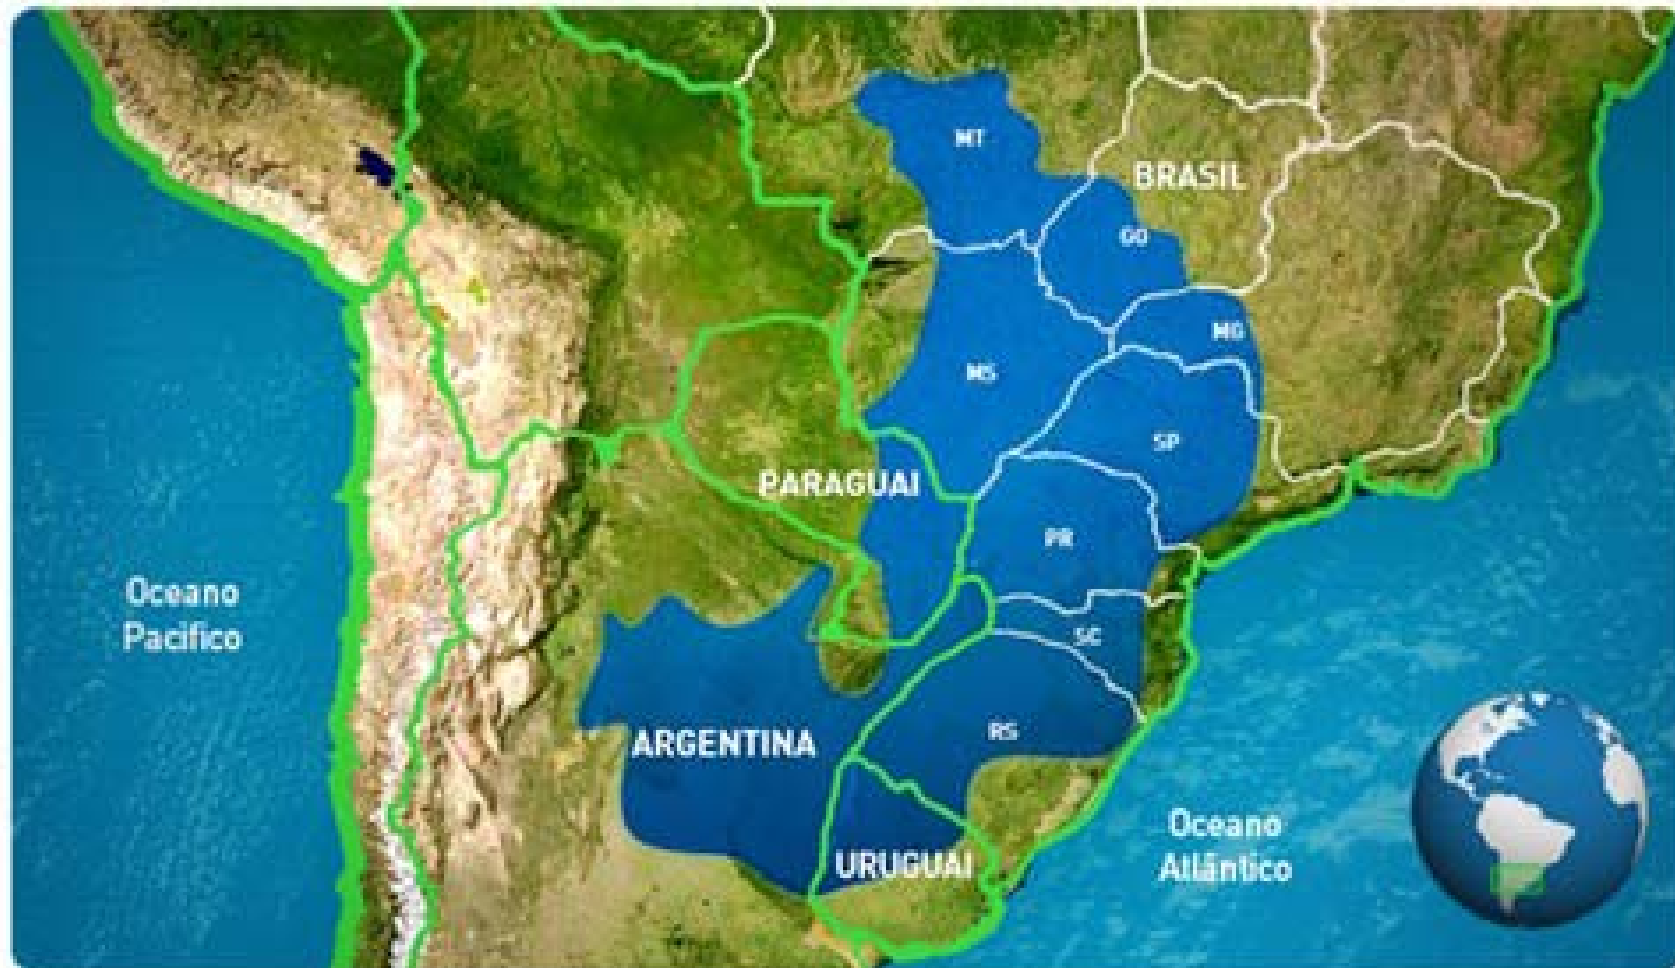 MT
BRASIL
GO
MG
MS
SP
PARAGUAI
PR
Oceano
Pacífico
SC
RS
ARGENTINA
Oceano
Atlântico
URUGUAI